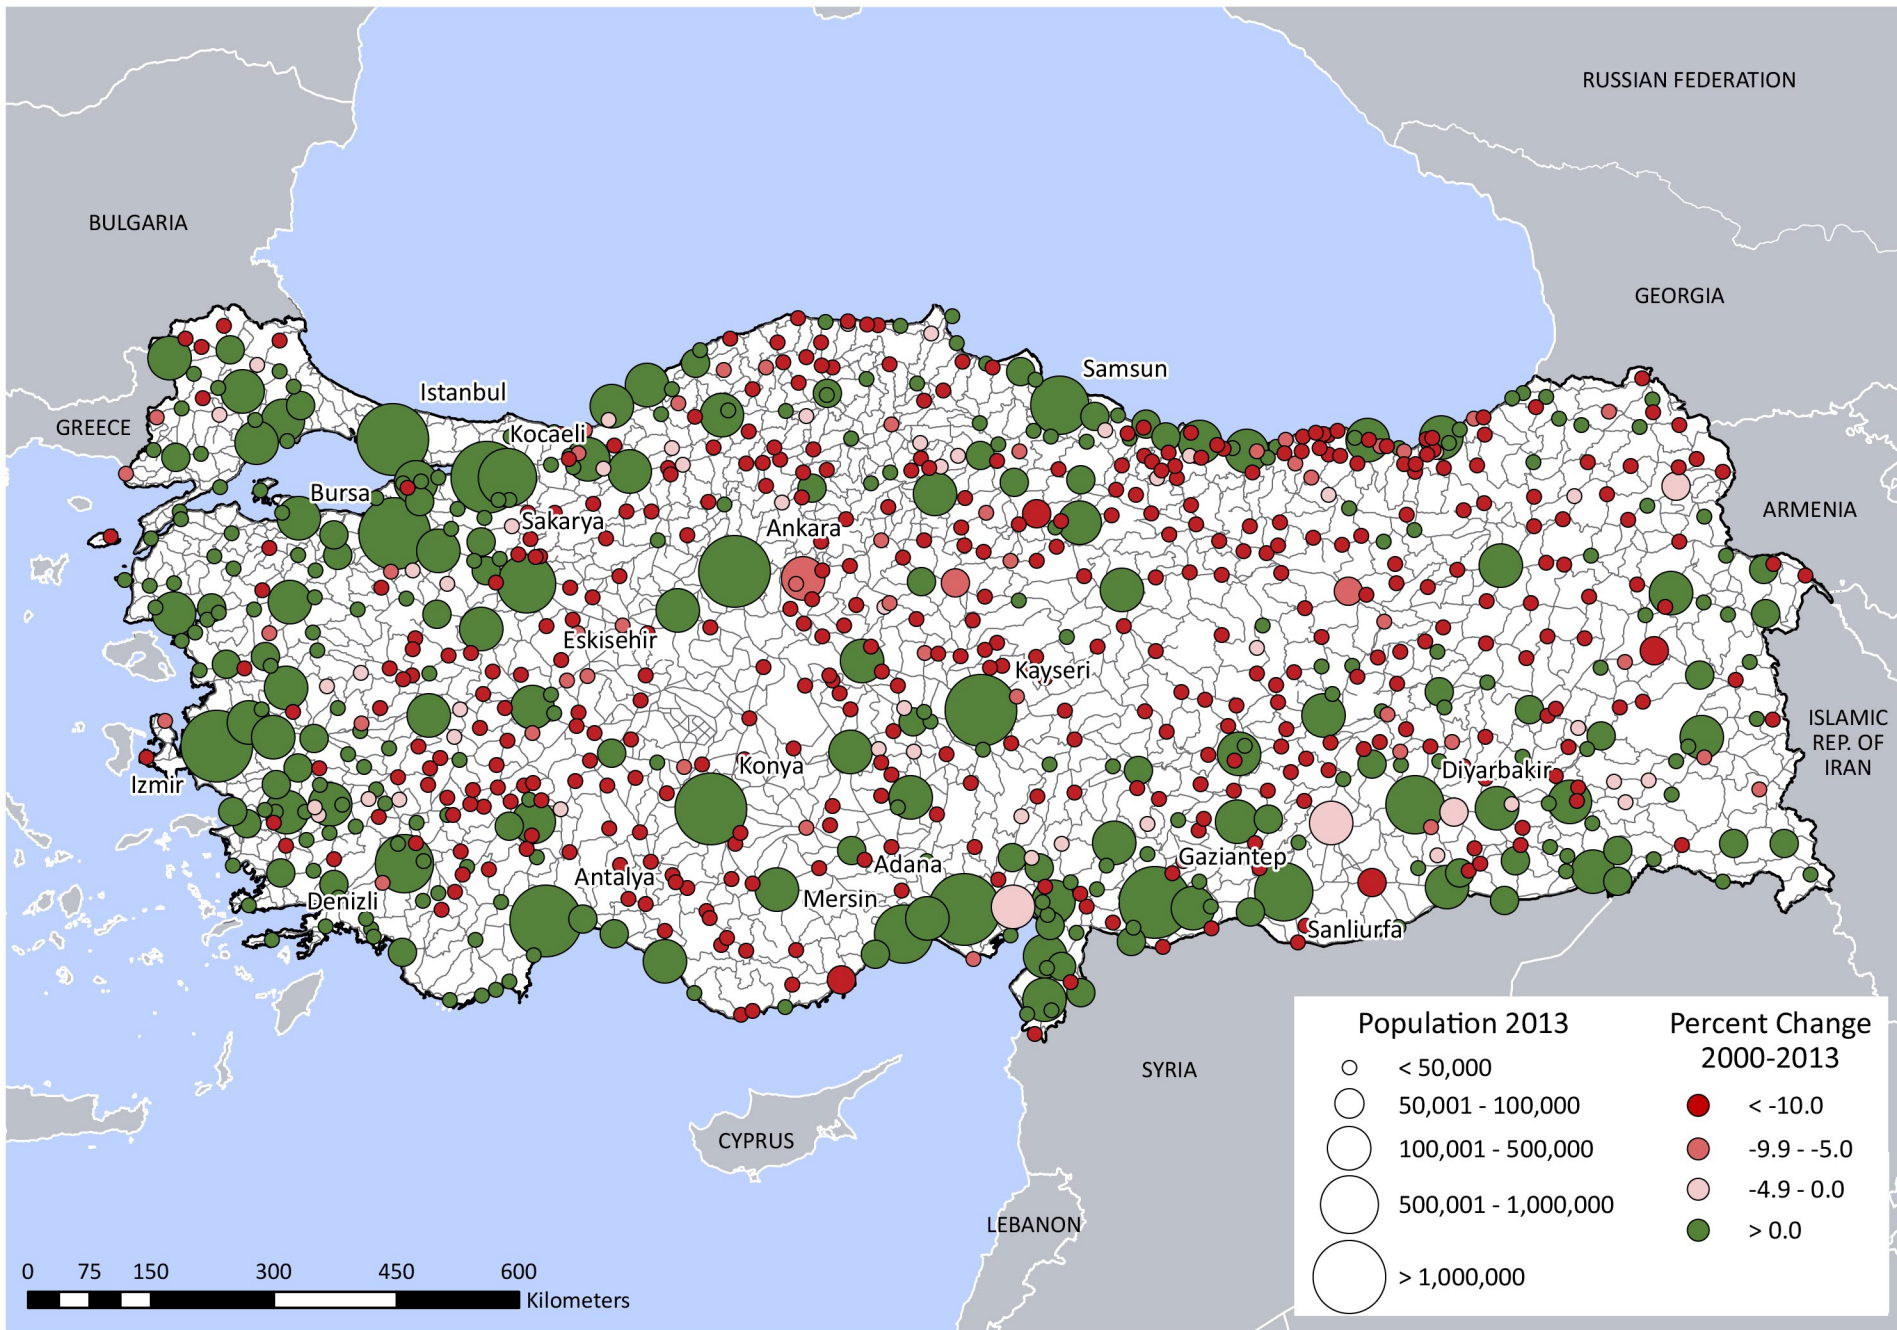 RUSSIAN FEDERATION
BULGARIA
GEORGIA
Samsun
Istanbul
GREECE
Kocaeli
Bursa
ARMENIA
Sakarya
Ankara
Eskisehir
Kayseri
ISLAMIC
REP. OF
IRAN
Konya
Diyarbakir
Izmir
Gaziantep
Adana
Antalya
Mersin
Denizli
Sanliurfa
SYRIA
CYPRUS
LEBANON
Population 2013
< 50,000
50,001 - 100,000
100,001 - 500,000
500,001 - 1,000,000
> 1,000,000
Percent Change
2000-2013
< -10.0
-9.9 - -5.0
-4.9 - 0.0
> 0.0
0 75 150 300 450 600
Kilometers